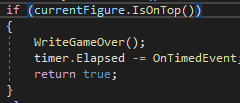 if (currentFigure.IsOnTop())
{
WriteGameOver();
timer.Elapsed -= OnTimedEvent;
return true;
}